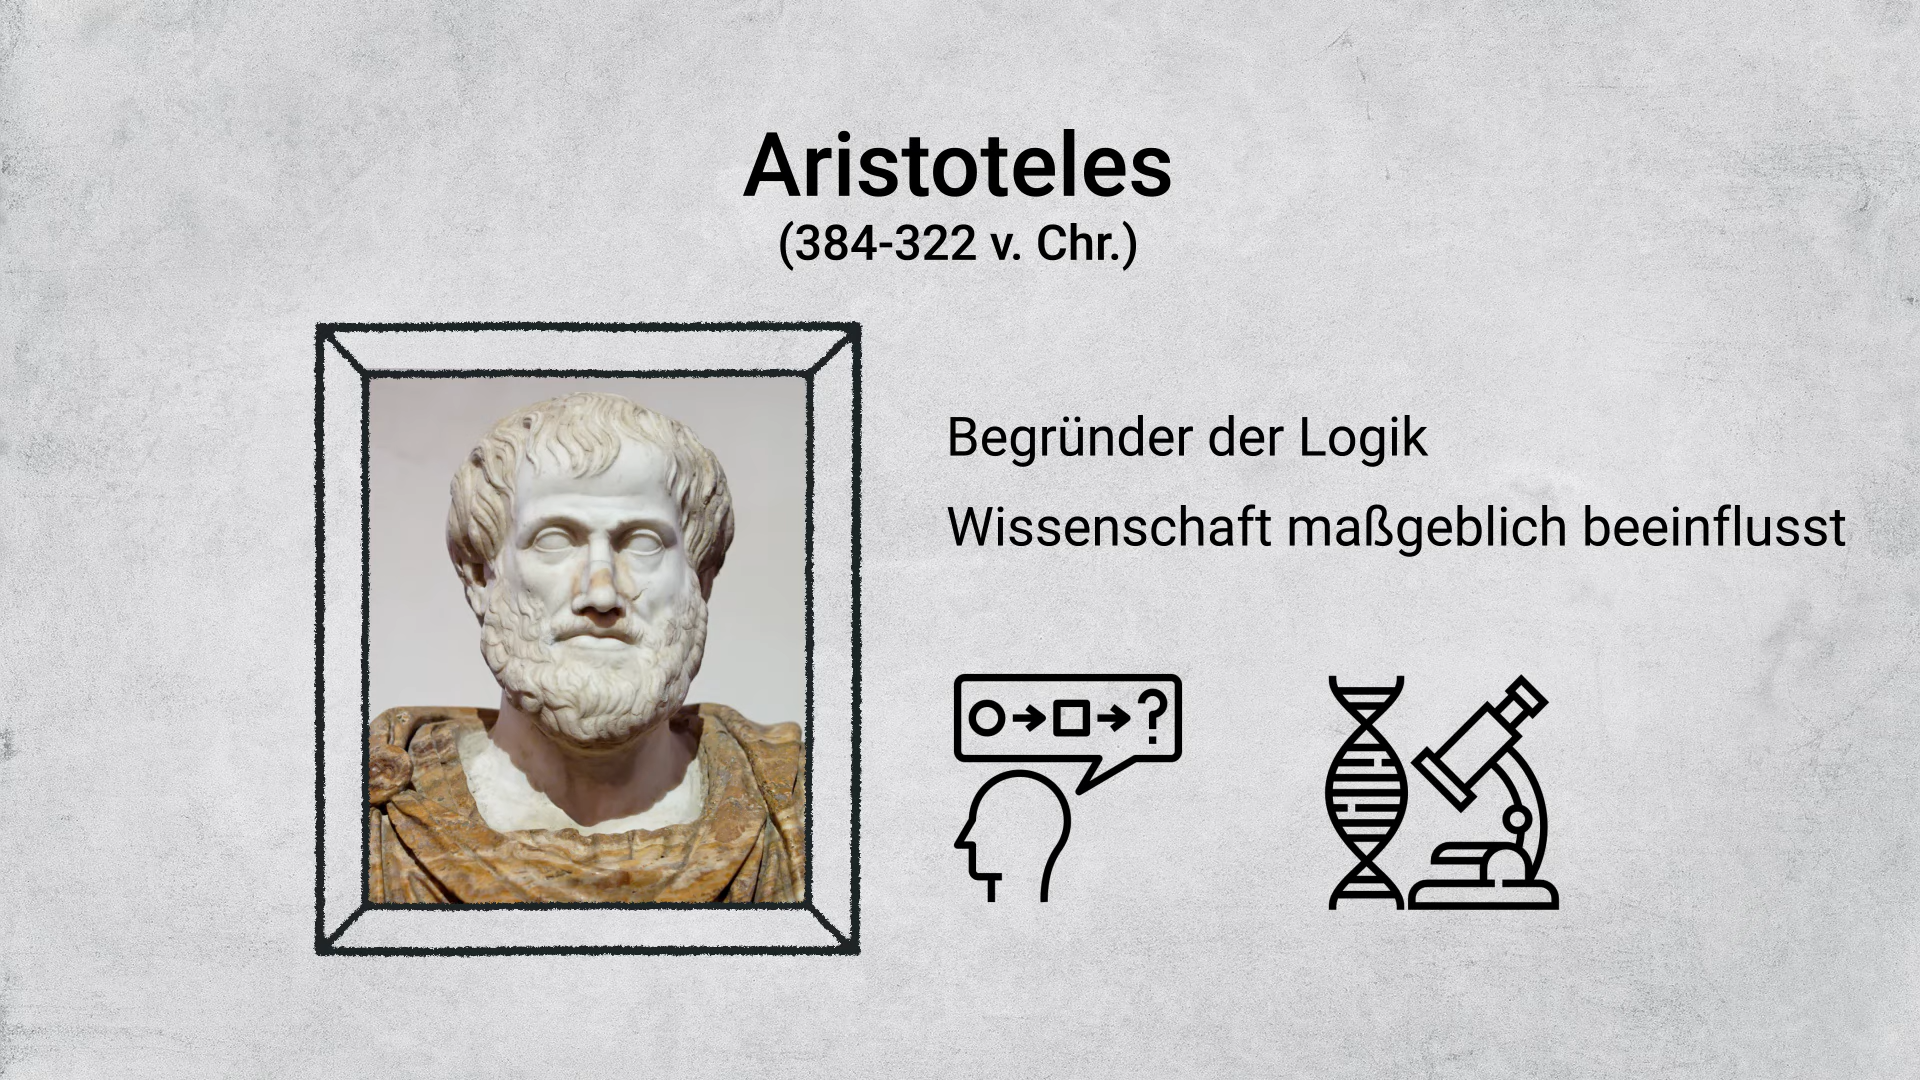 Aristoteles
(384-322 v. Chr.)
Begründer der Logik
Wissenschaft maßgeblich beeinflusst
?